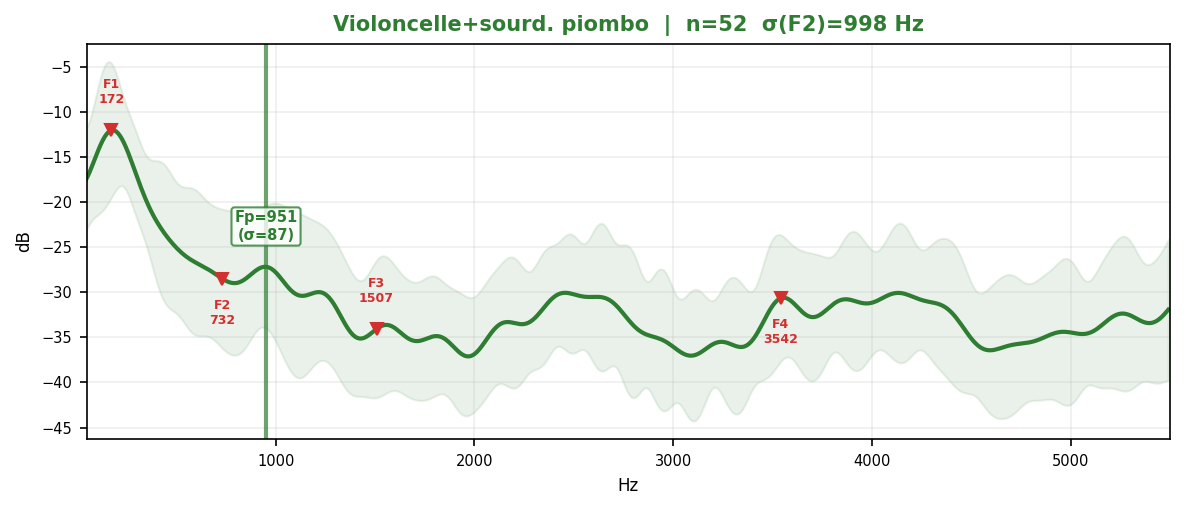 Violoncelle+sourd. piombo | n=52 σ(F2)=998 Hz
−5
−10
−15
−20
−25
−30
−35
−40
−45
dB
F1
172
Fp=951
(σ=87)
F2
732
F3
1507
F4
3542
1000
2000
3000
4000
5000
Hz